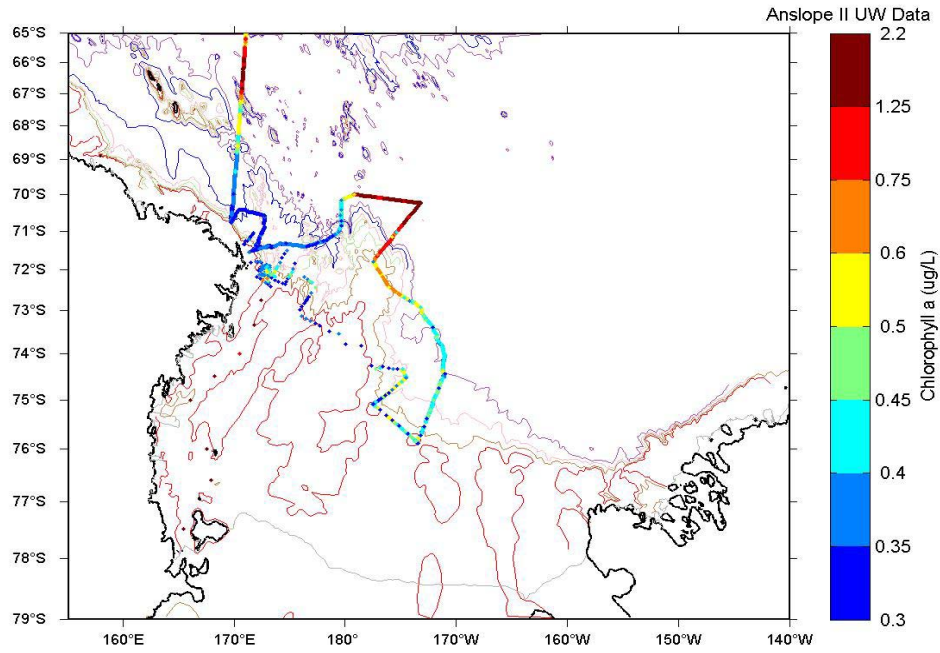 Anslope II UW Data
65°S
66°S
67°S
68°S
69°S
70°S
71°S
72°S
73°S
74°S
75°S
76°S
77°S
78°S
79°S
160°E
170°E
180°
170°W
160°W
150°W
140°W
2.2
1.25
0.75
0.6
0.5
0.45
0.4
0.35
0.3
Chlorophyll a (ug/L)